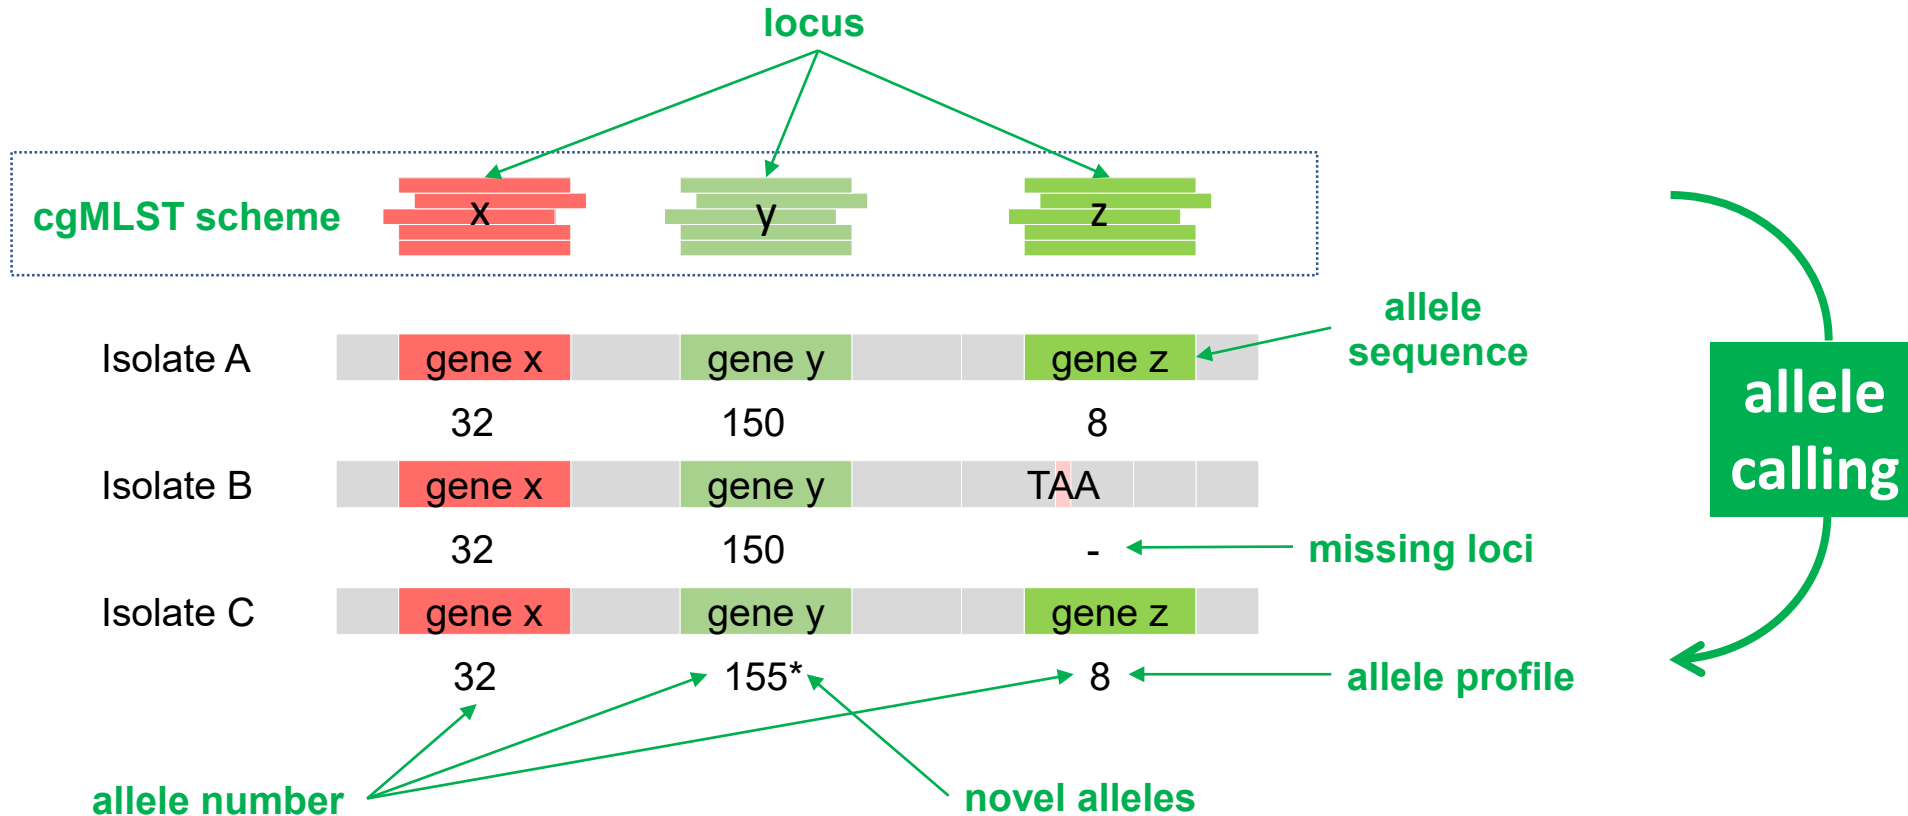 locus
cgMLST scheme
x
y
z
allele
sequence
Isolate A
gene x
gene y
gene z
32
150
8
allele
calling
Isolate B
gene x
gene y
TAA
32
150
-
missing loci
Isolate C
gene x
gene y
gene z
32
155*
8
allele profile
allele number
novel alleles